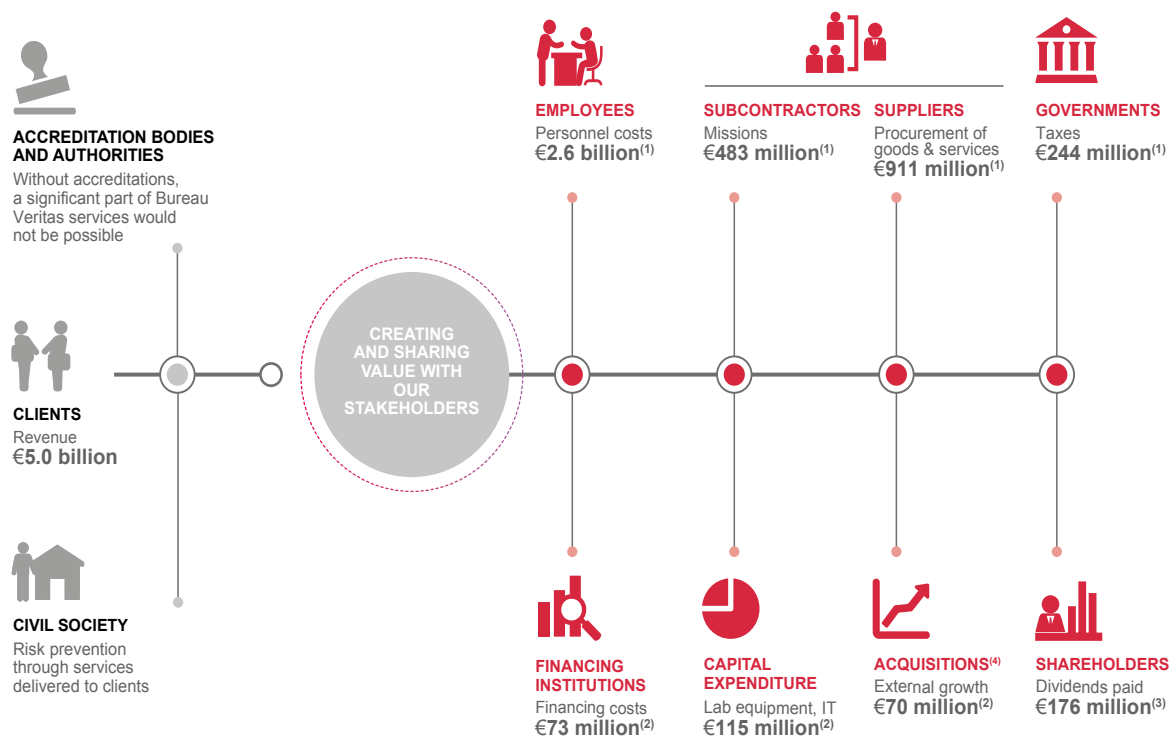 ACCREDITATION BODIES
AND AUTHORITIES
Without accreditations,
a significant part of Bureau
Veritas services would
not be possible
CLIENTS
Revenue
€5.0 billion
CIVIL SOCIETY
Risk prevention
through services
delivered to clients
CREATING
AND SHARING
VALUE WITH
OUR
STAKEHOLDERS
EMPLOYEES
Personnel costs
€2.6 billion(1)
SUBCONTRACTORS
Missions
€483 million(1)
SUPPLIERS
Procurement of
goods & services
€911 million(1)
GOVERNMENTS
Taxes
€244 million(1)
FINANCING
INSTITUTIONS
Financing costs
€73 million(2)
CAPITAL
EXPENDITURE
Lab equipment, IT
€115 million(2)
ACQUISITIONS(4)
External growth
€70 million(2)
SHAREHOLDERS
Dividends paid
€176 million(3)